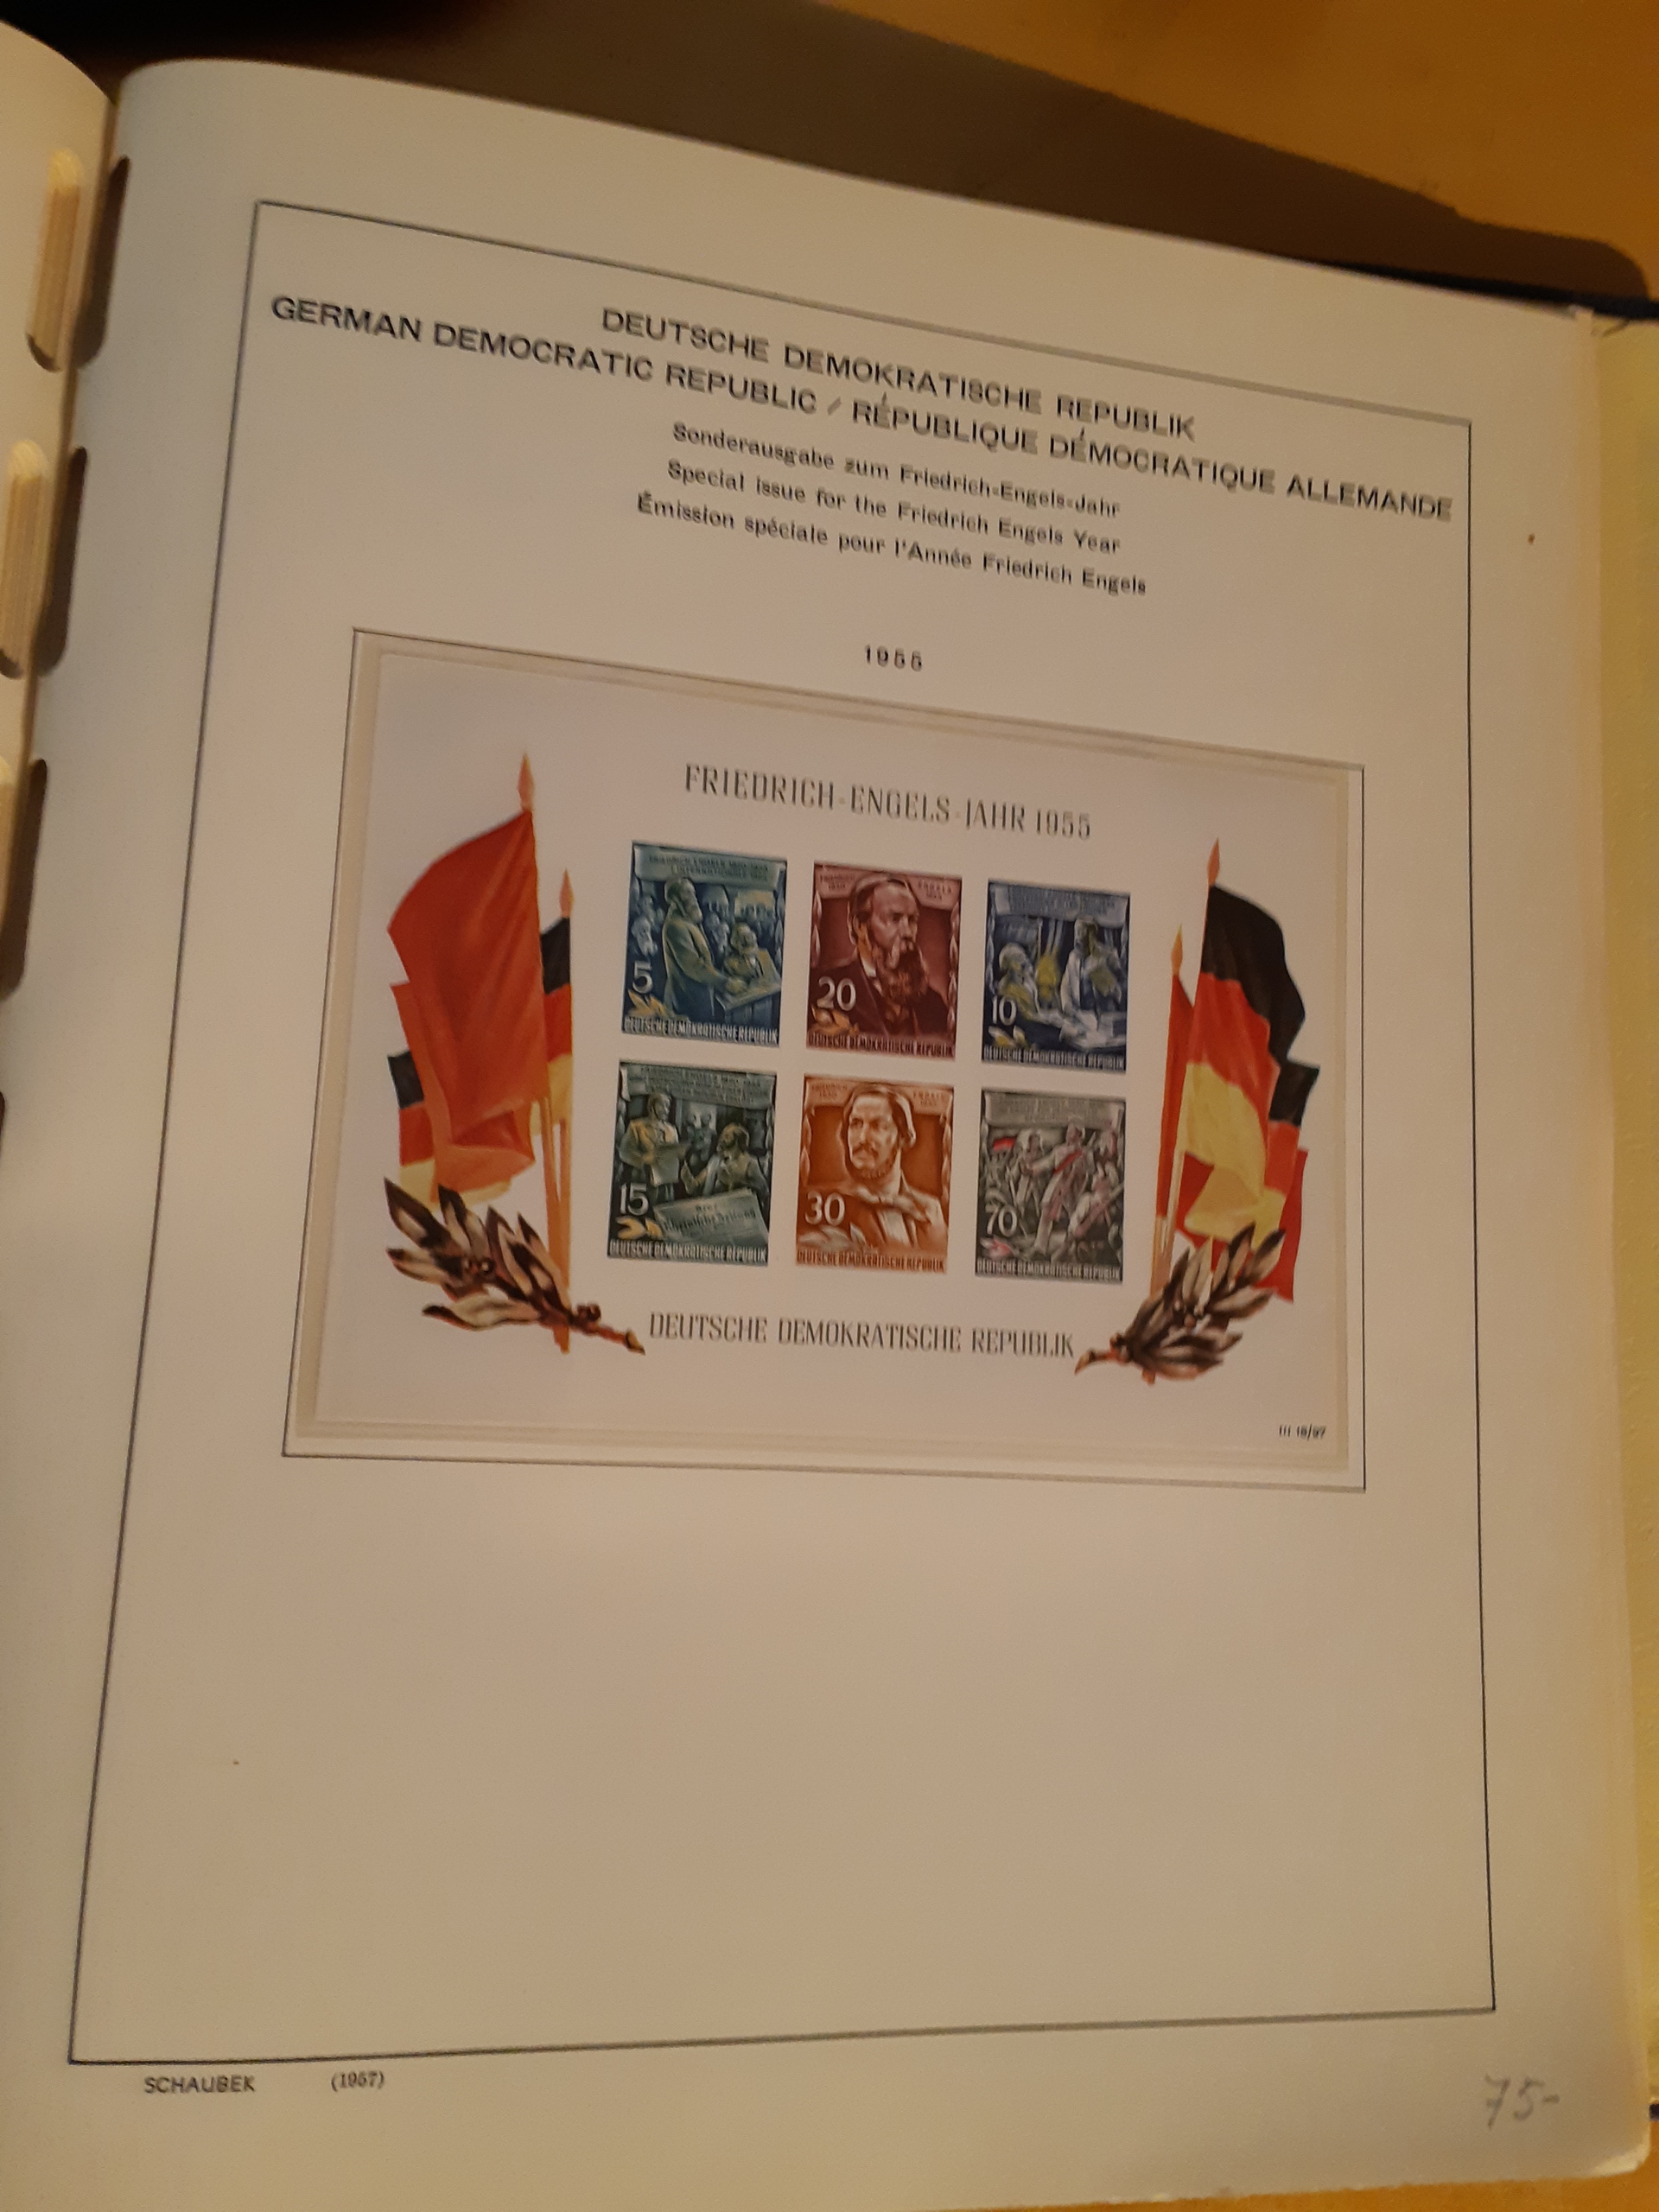 DEUTSCHE DEMOKRATISCHE REPUBLIK
GERMAN DEMOCRATIC REPUBLIC / RÉPUBLIQUE DÉMOCRATIQUE ALLEMANDE
Sonderausgabe zum Friedrich-Engels-Jahr
Special issue for the Friedrich Engels Year
Émission spéciale pour l'Année Friedrich Engels
1955
FRIEDRICH-ENGELS-JAHR 1955
5
DEUTSCHE DEMOKRATISCHE REPUBLIK
20
DEUTSCHE DEMOKRATISCHE REPUBLIK
10
DEUTSCHE DEMOKRATISCHE REPUBLIK
15
DEUTSCHE DEMOKRATISCHE REPUBLIK
30
DEUTSCHE DEMOKRATISCHE REPUBLIK
70
DEUTSCHE DEMOKRATISCHE REPUBLIK
DEUTSCHE DEMOKRATISCHE REPUBLIK
III 18/97
SCHAUBEK (1957)
75-